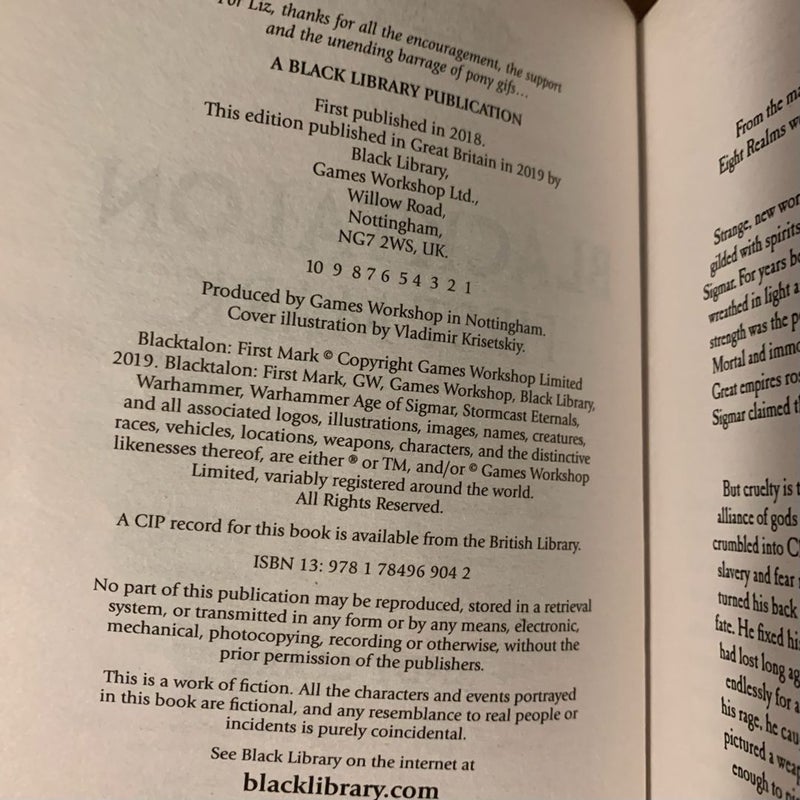 For Liz, thanks for all the encouragement, the support
and the unending barrage of pony gifs...
A BLACK LIBRARY PUBLICATION
First published in 2018.
This edition published in Great Britain in 2019 by
Black Library,
Games Workshop Ltd.,
Willow Road,
Nottingham,
NG7 2WS, UK.
10 9 8 7 6 5 4 3 2 1
Produced by Games Workshop in Nottingham.
Cover illustration by Vladimir Krisetskiy.
Blacktalon: First Mark © Copyright Games Workshop Limited
2019. Blacktalon: First Mark, GW, Games Workshop, Black Library,
Warhammer, Warhammer Age of Sigmar, Stormcast Eternals,
and all associated logos, illustrations, images, names, creatures,
races, vehicles, locations, weapons, characters, and the distinctive
likenesses thereof, are either ® or TM, and/or © Games Workshop
Limited, variably registered around the world.
All Rights Reserved.
A CIP record for this book is available from the British Library.
ISBN 13: 978 1 78496 904 2
No part of this publication may be reproduced, stored in a retrieval
system, or transmitted in any form or by any means, electronic,
mechanical, photocopying, recording or otherwise, without the
prior permission of the publishers.
This is a work of fiction. All the characters and events portrayed
in this book are fictional, and any resemblance to real people or
incidents is purely coincidental.
See Black Library on the internet at
blacklibrary.com
From the
Eight Realms
Strange, new
gilded with spirits
Sigmar. For years
wreathed in light
strength was the
Mortal and
Great empires
Sigmar claimed
But cruelty is
alliance of gods
crumbled into
slavery and fear
turned his back
fate. He fixed
had lost long
endlessly for
his rage, he
pictured a
enough to